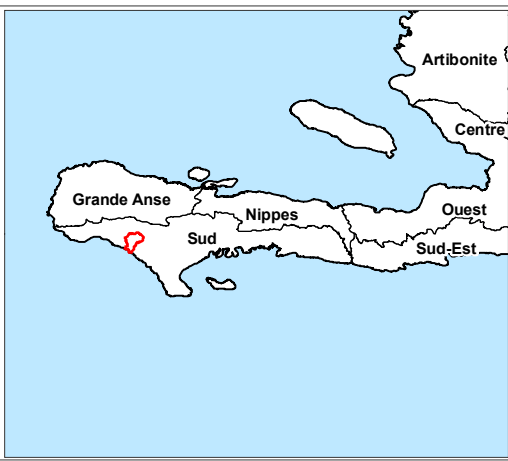 Artibonite
Centre
Grande Anse
Nippes
Ouest
Sud
Sud-Est